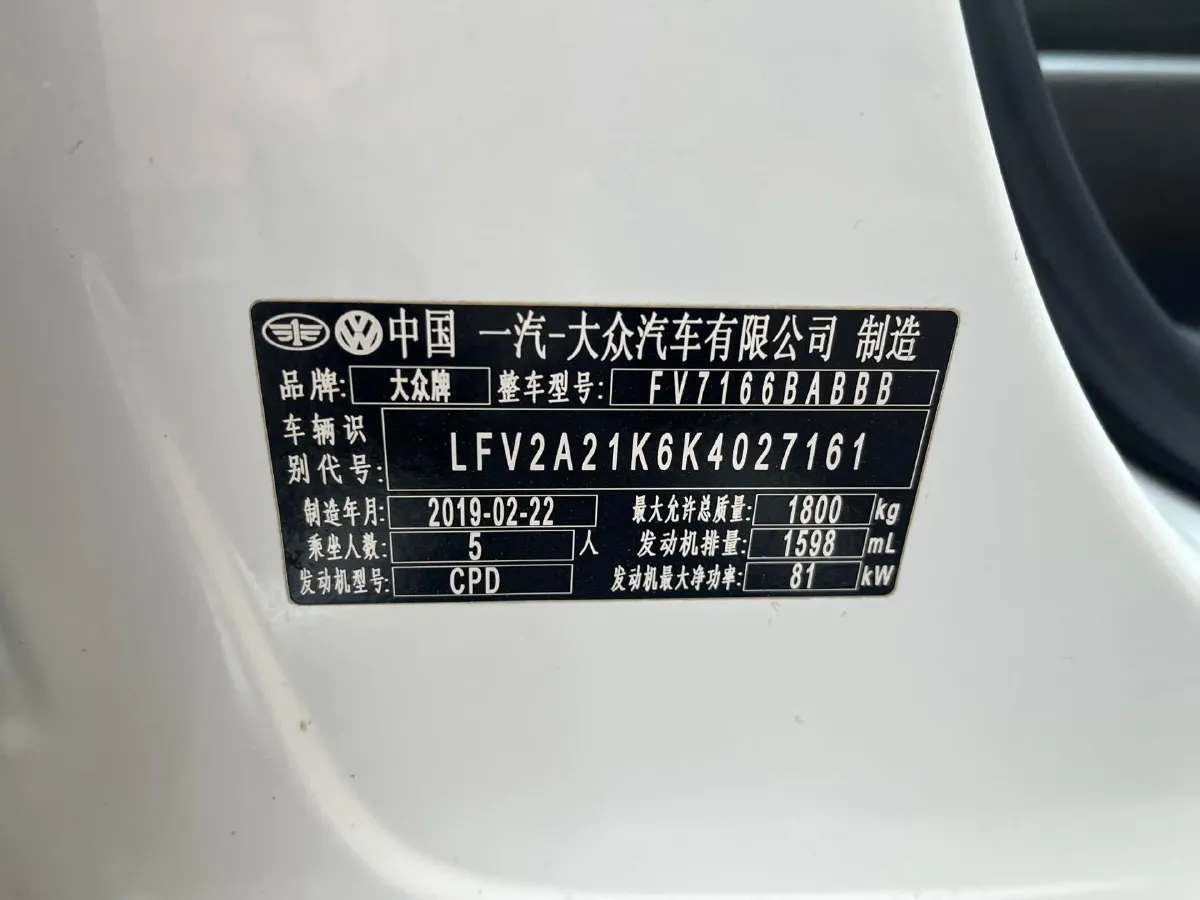 中国 一汽-大众汽车有限公司 制造
品牌: 大众牌 整车型号: FV7166BABBB
车辆识别代号: LFV2A21K6K4027161
制造年月: 2019-02-22 最大允许总质量: 1800 kg
乘坐人数: 5 人 发动机排量: 1598 mL
发动机型号: CPD 发动机最大净功率: 81 kW